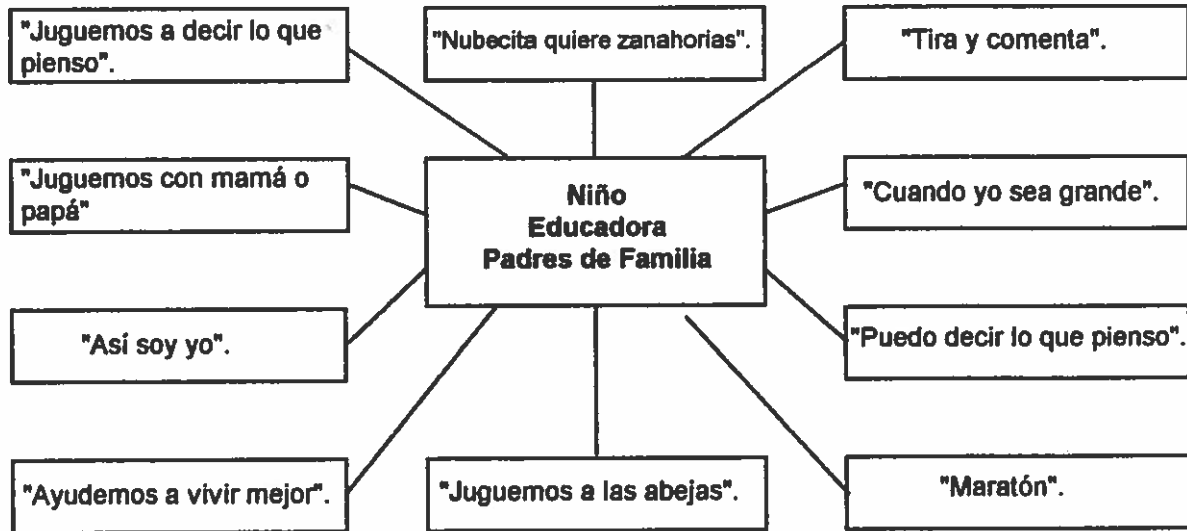 "Juguemos a decir lo que
pienso".
"Nubecita quiere zanahorias".
"Tira y comenta".
"Juguemos con mamá o
papá"
Niño
Educadora
Padres de Familia
"Cuando yo sea grande".
"Así soy yo".
"Puedo decir lo que pienso".
"Ayudemos a vivir mejor".
"Juguemos a las abejas".
"Maratón".